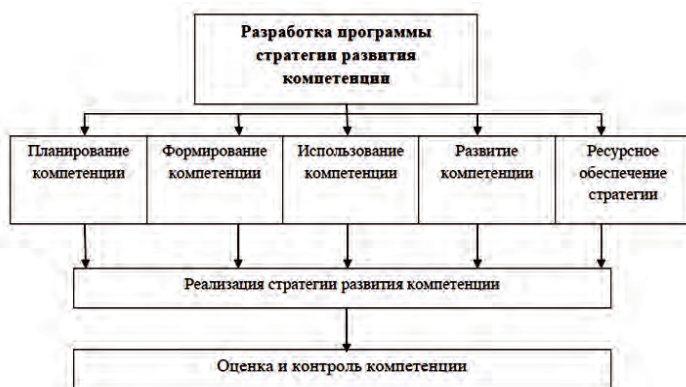 Разработка программы
стратегии развития
компетенции
Планирование
компетенции
Формирование
компетенции
Использование
компетенции
Развитие
компетенции
Ресурсное
обеспечение
стратегии
Реализация стратегии развития компетенции
Оценка и контроль компетенции